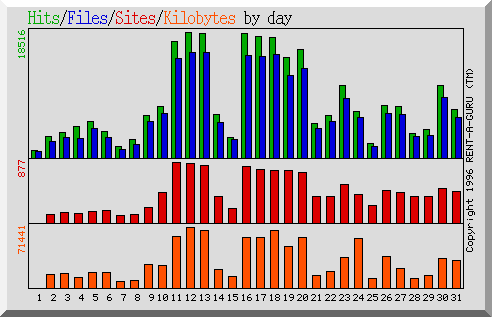 Hits/Files/Sites/Kilobytes by day
18516
877
71441
Copyright 1996 RENT-A-GURU (TM)
1 2 3 4 5 6 7 8 9 10 11 12 13 14 15 16 17 18 19 20 21 22 23 24 25 26 27 28 29 30 31